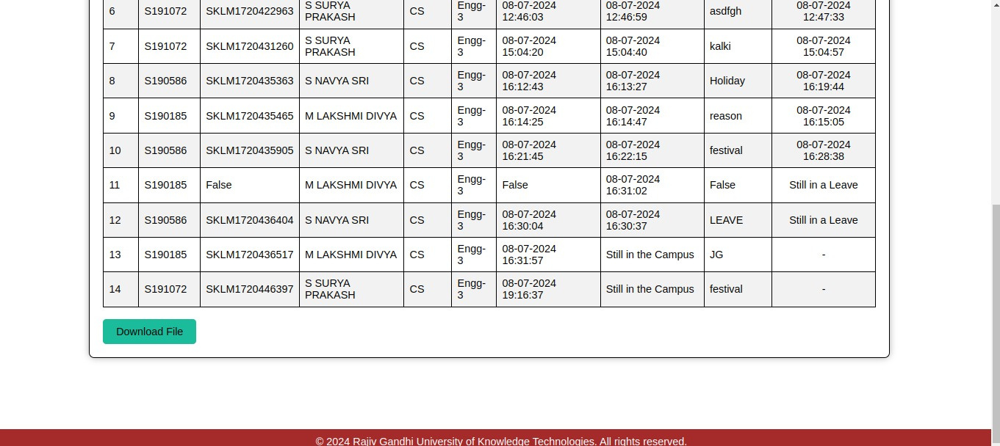 6 S191072 SKLM1720422963 S SURYA PRAKASH CS Engg-3 08-07-2024 12:46:03 08-07-2024 12:46:59 asdfgh 08-07-2024 12:47:33
7 S191072 SKLM1720431260 S SURYA PRAKASH CS Engg-3 08-07-2024 15:04:20 08-07-2024 15:04:40 kalki 08-07-2024 15:04:57
8 S190586 SKLM1720435363 S NAVYA SRI CS Engg-3 08-07-2024 16:12:43 08-07-2024 16:13:27 Holiday 08-07-2024 16:19:44
9 S190185 SKLM1720435465 M LAKSHMI DIVYA CS Engg-3 08-07-2024 16:14:25 08-07-2024 16:14:47 reason 08-07-2024 16:15:05
10 S190586 SKLM1720435905 S NAVYA SRI CS Engg-3 08-07-2024 16:21:45 08-07-2024 16:22:15 festival 08-07-2024 16:28:38
11 S190185 False M LAKSHMI DIVYA CS Engg-3 False 08-07-2024 16:31:02 False Still in a Leave
12 S190586 SKLM1720436404 S NAVYA SRI CS Engg-3 08-07-2024 16:30:04 08-07-2024 16:30:37 LEAVE Still in a Leave
13 S190185 SKLM1720436517 M LAKSHMI DIVYA CS Engg-3 08-07-2024 16:31:57 Still in the Campus JG -
14 S191072 SKLM1720446397 S SURYA PRAKASH CS Engg-3 08-07-2024 19:16:37 Still in the Campus festival -
Download File
© 2024 Rajiv Gandhi University of Knowledge Technologies. All rights reserved.